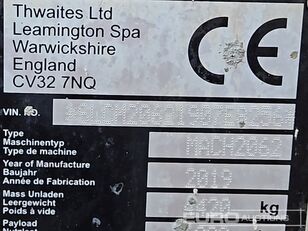 Thwaites Ltd
Leamington Spa
Warwickshire
England
CV32 7NQ
CE
VIN. NO.
Type
Maschinentyp
Type de machine
MACH2063
Year of Manufacture
Baujahr
Année de Fabrication
2019
Mass Unladen
Leergewicht
Poids à vide
kg
Payload